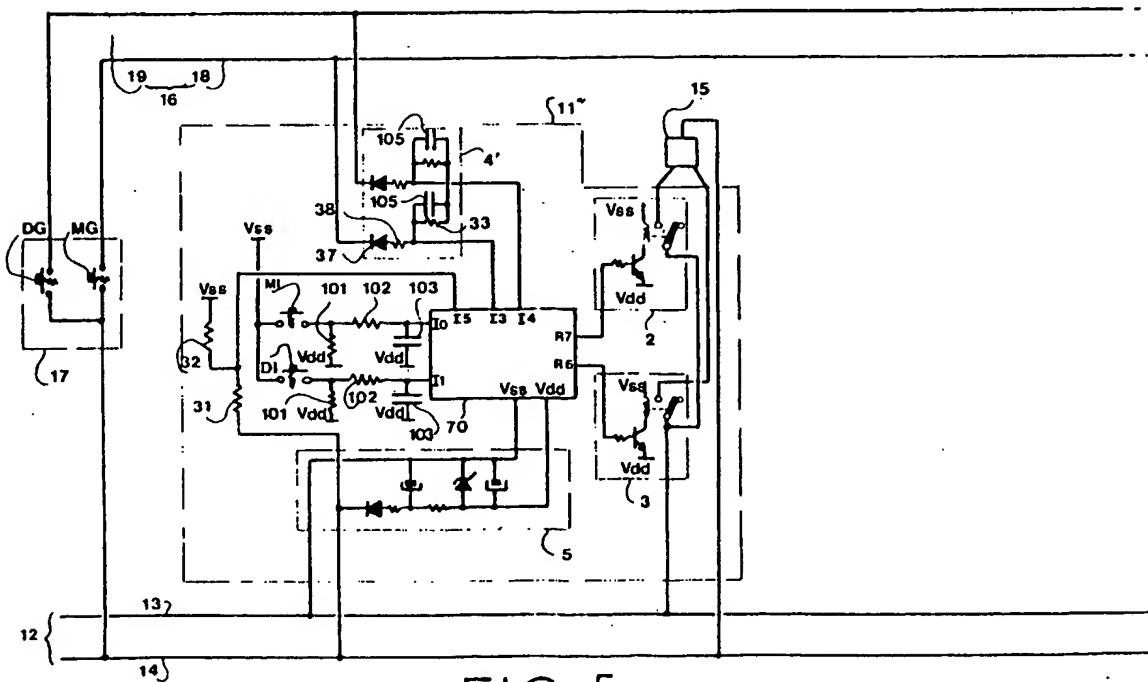 19 18
16
11"
15
105
4'
105
38
33
37
DG MG
Vss
Vss
MI 101 102 103
I0 I5 I3 I4
Vss
R7
Vdd
2
32
DI
Vdd
Vdd
17
I1
R6
Vss
31
101
102
Vss Vdd
Vdd
Vdd
103
70
Vdd
3
5
13
12
14
FIG 5